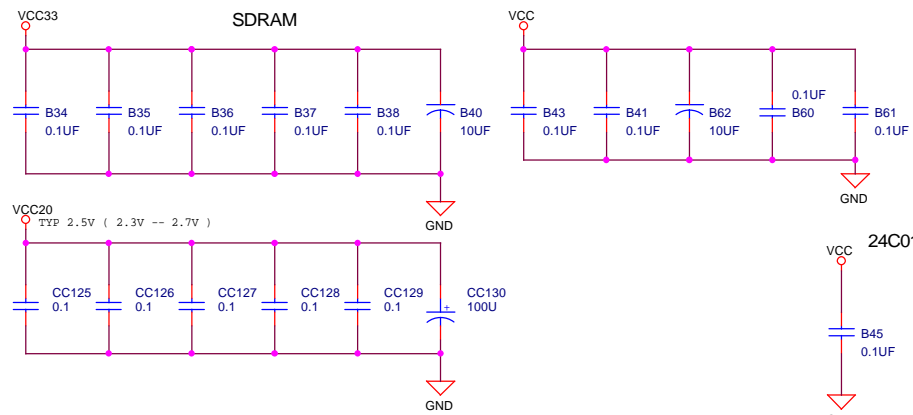 VCC33
SDRAM
VCC
B34
0.1UF
B35
0.1UF
B36
0.1UF
B37
0.1UF
B38
0.1UF
B40
10UF
B43
0.1UF
B41
0.1UF
B62
10UF
0.1UF
B60
B61
0.1UF
GND
GND
VCC20
TYP 2.5V ( 2.3V -- 2.7V )
CC125
0.1
CC126
0.1
CC127
0.1
CC128
0.1
CC129
0.1
CC130
100U
+
GND
VCC
B45
0.1UF